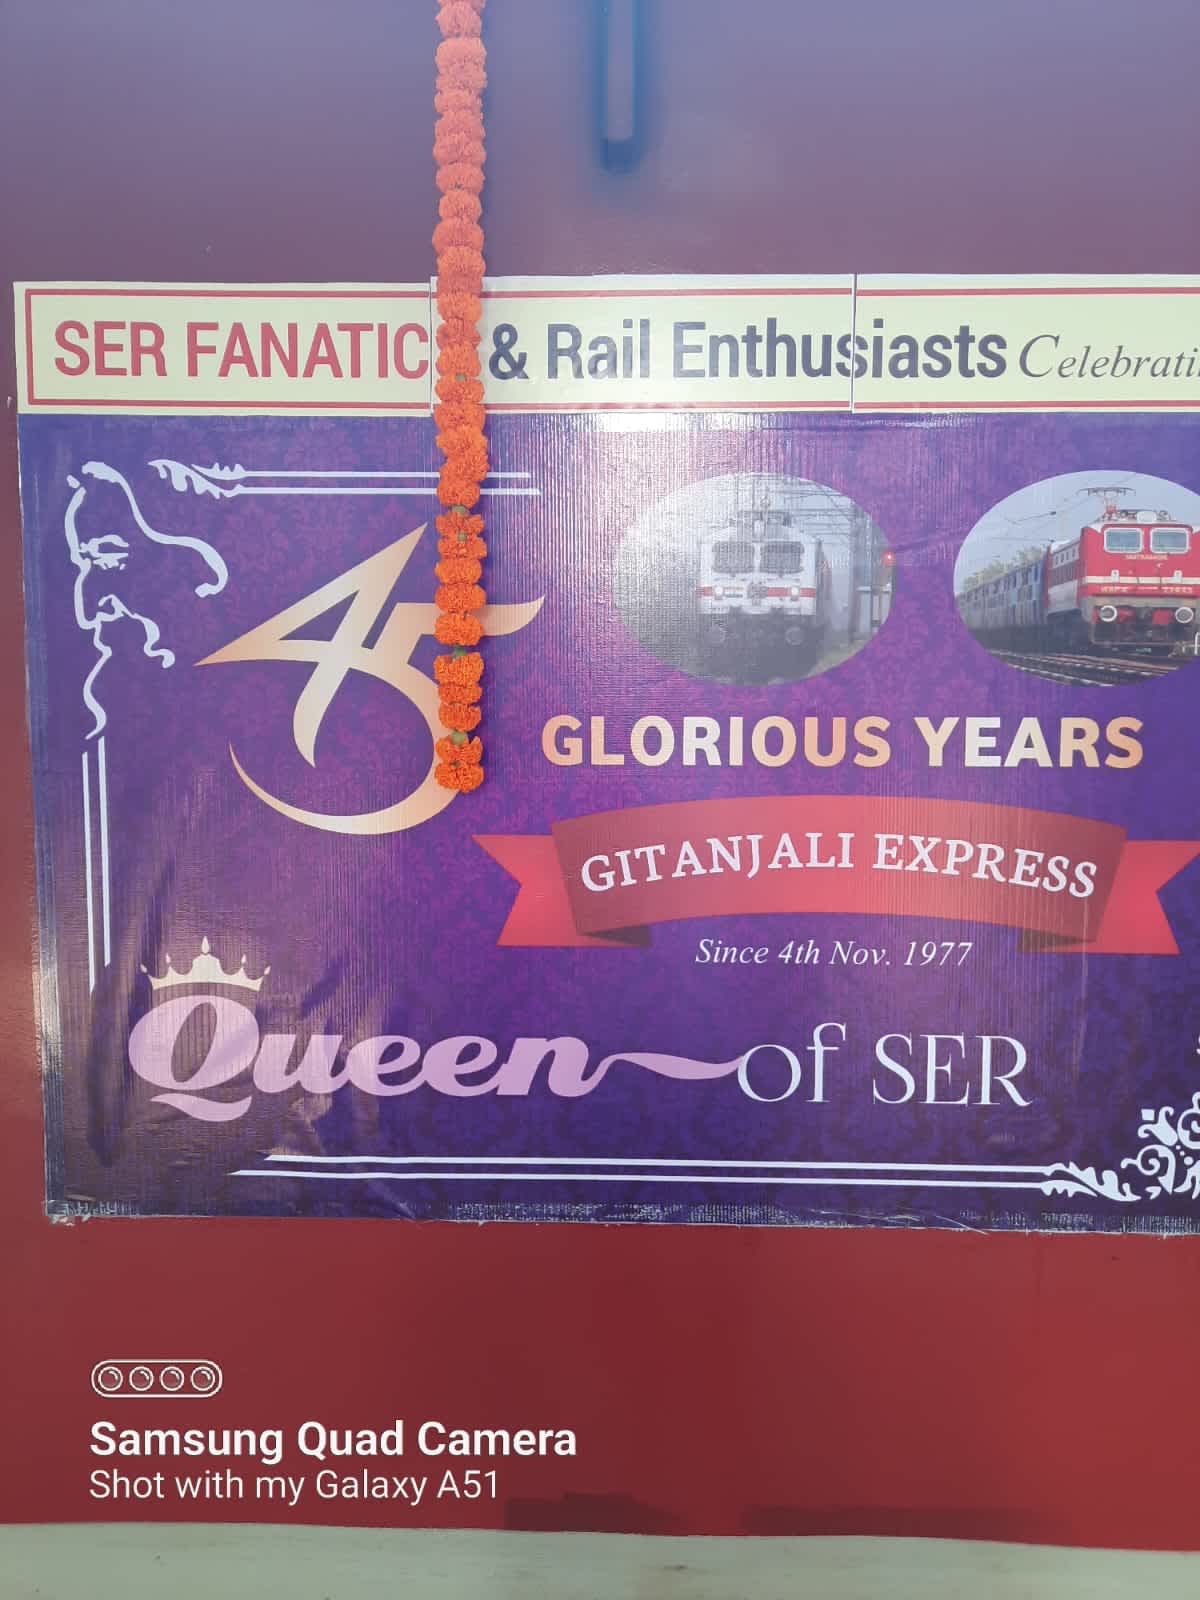 SER FANATIC & Rail Enthusiasts Celebrati
45
GLORIOUS YEARS
GITANJALI EXPRESS
Since 4th Nov. 1977
Queen of SER
Samsung Quad Camera
Shot with my Galaxy A51